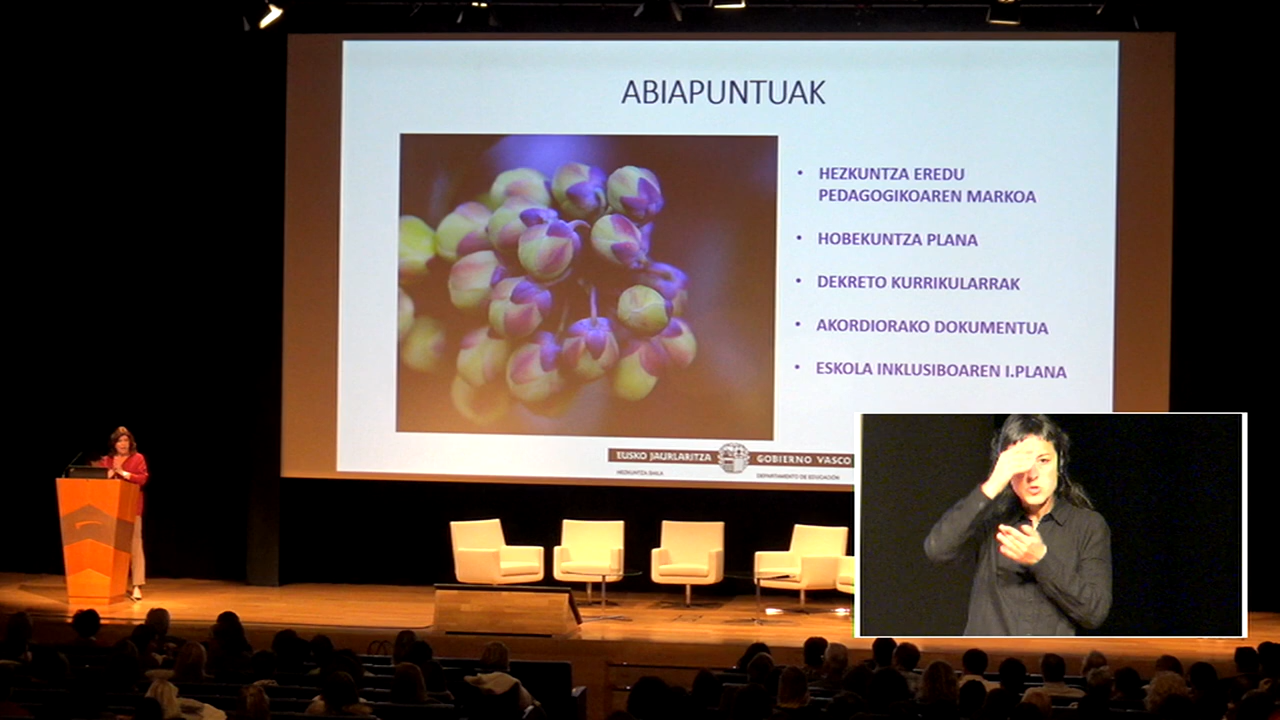 ABIAPUNTUAK
• HEZKUNTZA EREDU
PEDAGOGIKOAREN MARKOA
• HOBEKUNTZA PLANA
• DEKRETO KURRIKULARRAK
• AKORDIORAKO DOKUMENTUA
• ESKOLA INKLUSIBOAREN I.PLANA
EUSKO JAURLARITZA GOBIERNO VASCO
HEZKUNTZA SAILA DEPARTAMENTO DE EDUCACIÓN